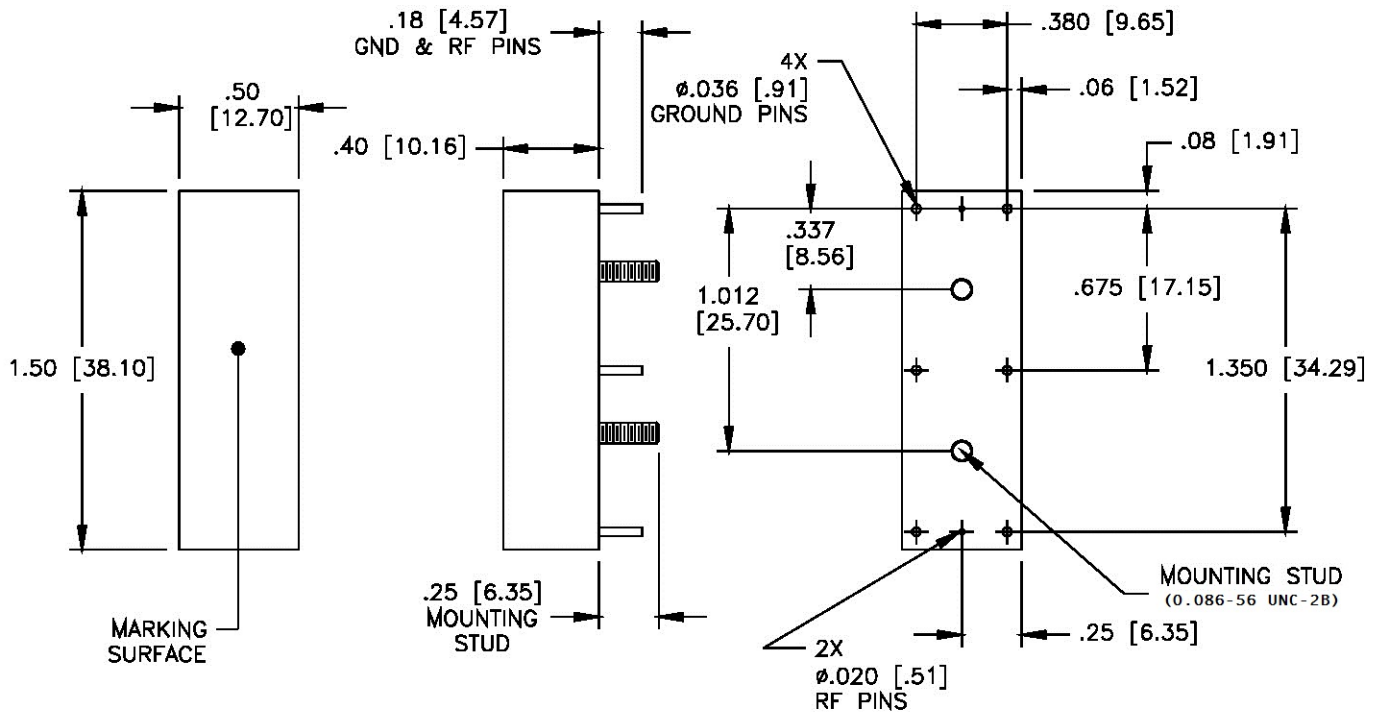 .18 [4.57]
GND & RF PINS
.50
[12.70]
.40 [10.16]
1.50 [38.10]
MARKING
SURFACE
.25 [6.35]
MOUNTING
STUD
.380 [9.65]
4X
ø.036 [.91]
GROUND PINS
.06 [1.52]
.08 [1.91]
.337
[8.56]
1.012
[25.70]
.675 [17.15]
1.350 [34.29]
MOUNTING STUD
(0.086-56 UNC-2B)
.25 [6.35]
2X
ø.020 [.51]
RF PINS